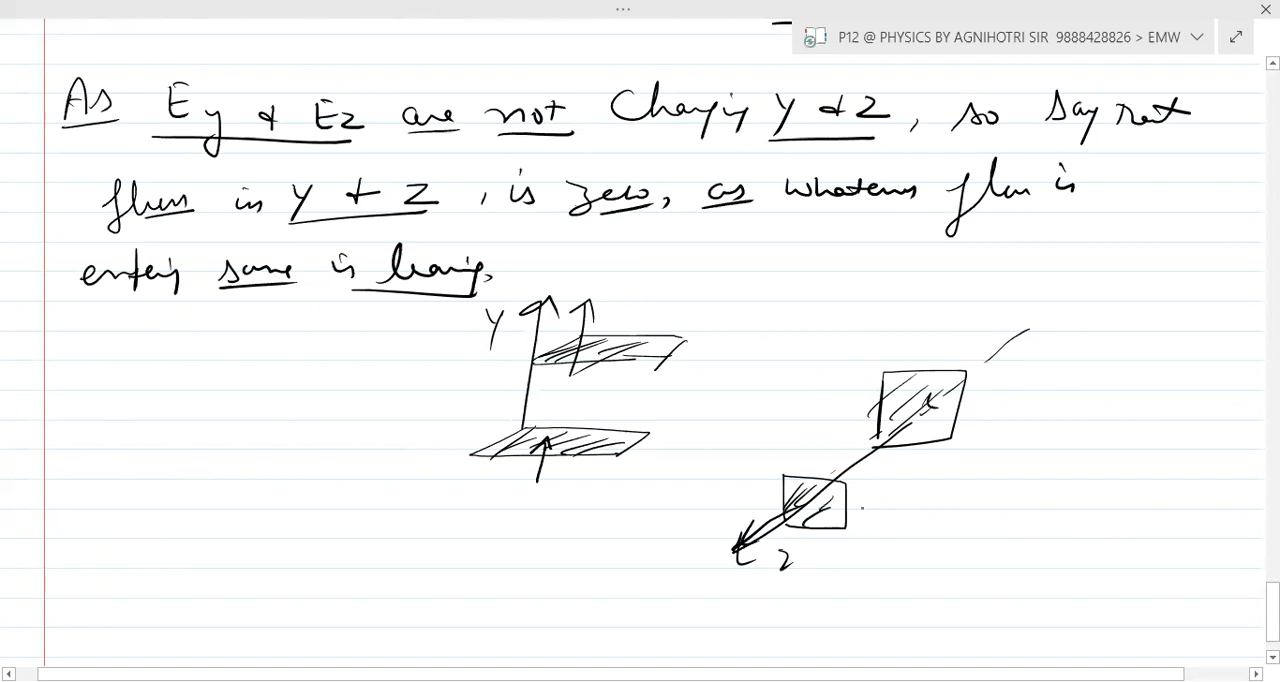 P12 @ PHYSICS BY AGNIHOTRI SIR 9888428826 > EMW
As Ey & Ez are not Changing Y & Z, so say net
flux in Y & Z, is zero, as whatever flux is
entering same is leaving.
Y
Z